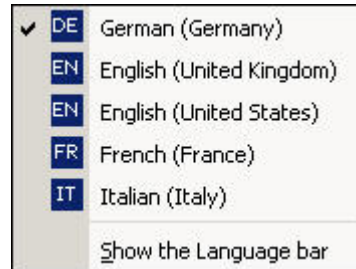 DE German (Germany)
EN English (United Kingdom)
EN English (United States)
FR French (France)
IT Italian (Italy)
Show the Language bar